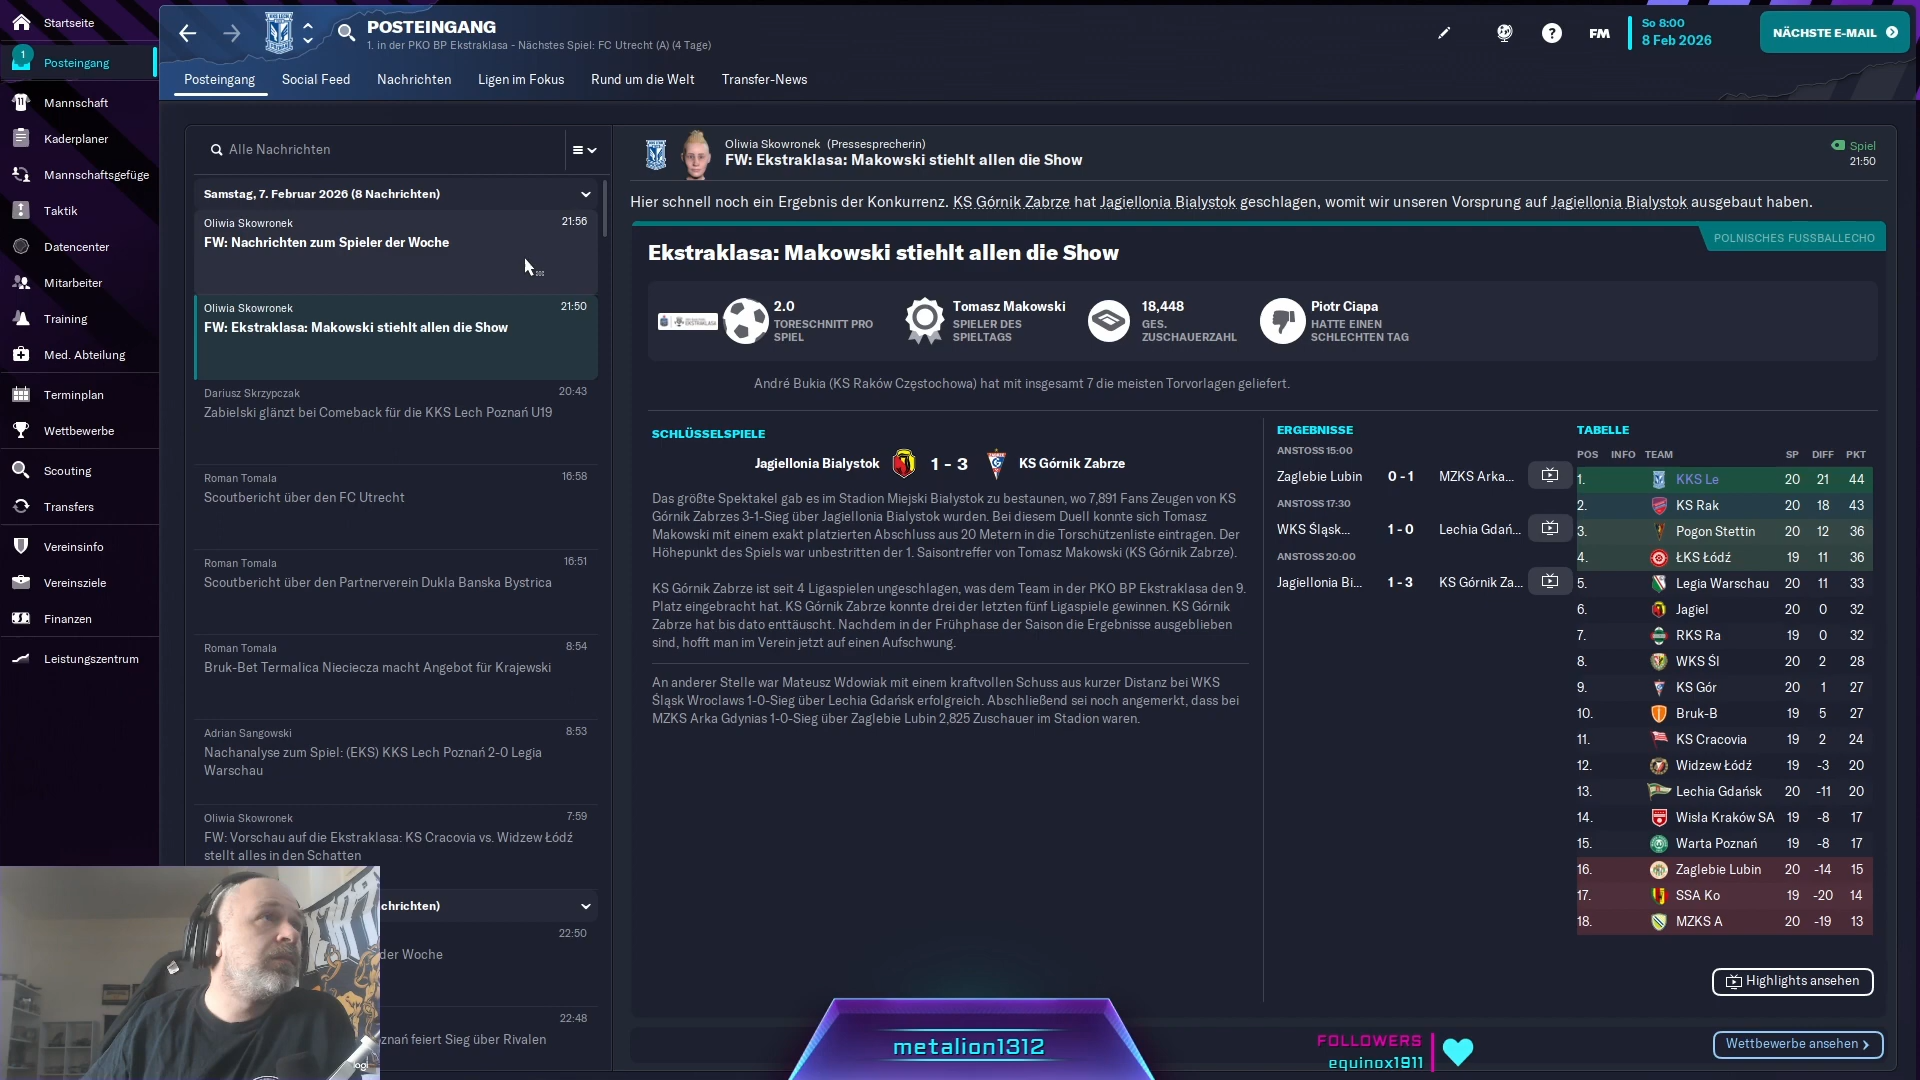 Startseite
1
Posteingang
Mannschaft
Kaderplaner
Mannschaftsgefüge
Taktik
Datencenter
Mitarbeiter
Training
Med. Abteilung
Terminplan
Wettbewerbe
Scouting
Transfers
Vereinsinfo
Vereinsziele
Finanzen
Leistungszentrum
POSTEINGANG
1. in der PKO BP Ekstraklasa - Nächstes Spiel: FC Utrecht (A) (4 Tage)
FM
So 8:00
8 Feb 2026
NÄCHSTE E-MAIL
Posteingang Social Feed Nachrichten Ligen im Fokus Rund um die Welt Transfer-News
Alle Nachrichten
Samstag, 7. Februar 2026 (8 Nachrichten)
Oliwia Skowronek 21:56
FW: Nachrichten zum Spieler der Woche
Oliwia Skowronek 21:50
FW: Ekstraklasa: Makowski stiehlt allen die Show
Dariusz Skrzypczak 20:43
Zabielski glänzt bei Comeback für die KKS Lech Poznań U19
Roman Tomala 16:58
Scoutbericht über den FC Utrecht
Roman Tomala 16:51
Scoutbericht über den Partnerverein Dukla Banska Bystrica
Roman Tomala 8:54
Bruk-Bet Termalica Nieciecza macht Angebot für Krajewski
Adrian Sangowski 8:53
Nachanalyse zum Spiel: (EKS) KKS Lech Poznań 2-0 Legia
Warschau
Oliwia Skowronek 7:59
FW: Vorschau auf die Ekstraklasa: KS Cracovia vs. Widzew Łódź
stellt alles in den Schatten
chrichten)
22:50
der Woche
22:48
znań feiert Sieg über Rivalen
Oliwia Skowronek (Pressesprecherin)
FW: Ekstraklasa: Makowski stiehlt allen die Show
Spiel
21:50
Hier schnell noch ein Ergebnis der Konkurrenz. KS Górnik Zabrze hat Jagiellonia Bialystok geschlagen, womit wir unseren Vorsprung auf Jagiellonia Bialystok ausgebaut haben.
POLNISCHES FUSSBALLECHO
Ekstraklasa: Makowski stiehlt allen die Show
2.0
TORESCHNITT PRO
SPIEL
Tomasz Makowski
SPIELER DES
SPIELTAGS
18,448
GES.
ZUSCHAUERZAHL
Piotr Ciapa
HATTE EINEN
SCHLECHTEN TAG
André Bukia (KS Raków Częstochowa) hat mit insgesamt 7 die meisten Torvorlagen geliefert.
SCHLÜSSELSPIELE
Jagiellonia Bialystok 1 - 3 KS Górnik Zabrze
Das größte Spektakel gab es im Stadion Miejski Białystok zu bestaunen, wo 7,891 Fans Zeugen von KS
Górnik Zabrzes 3-1-Sieg über Jagiellonia Bialystok wurden. Bei diesem Duell konnte sich Tomasz
Makowski mit einem exakt platzierten Abschluss aus 20 Metern in die Torschützenliste eintragen. Der
Höhepunkt des Spiels war unbestritten der 1. Saisontreffer von Tomasz Makowski (KS Górnik Zabrze).
KS Górnik Zabrze ist seit 4 Ligaspielen ungeschlagen, was dem Team in der PKO BP Ekstraklasa den 9.
Platz eingebracht hat. KS Górnik Zabrze konnte drei der letzten fünf Ligaspiele gewinnen. KS Górnik
Zabrze hat bis dato enttäuscht. Nachdem in der Frühphase der Saison die Ergebnisse ausgeblieben
sind, hofft man im Verein jetzt auf einen Aufschwung.
An anderer Stelle war Mateusz Wdowiak mit einem kraftvollen Schuss aus kurzer Distanz bei WKS
Śląsk Wroclaws 1-0-Sieg über Lechia Gdańsk erfolgreich. Abschließend sei noch angemerkt, dass bei
MZKS Arka Gdynias 1-0-Sieg über Zaglebie Lubin 2,825 Zuschauer im Stadion waren.
ERGEBNISSE
ANSTOSS 15:00
Zaglebie Lubin 0 - 1 MZKS Arka...
ANSTOSS 17:30
WKS Śląsk... 1 - 0 Lechia Gdań...
ANSTOSS 20:00
Jagiellonia Bi... 1 - 3 KS Górnik Za...
TABELLE
POS INFO TEAM SP DIFF PKT
1. KKS Le 20 21 44
2. KS Rak 20 18 43
3. Pogon Stettin 20 12 36
4. ŁKS Łódź 19 11 36
5. Legia Warschau 20 11 33
6. Jagiel 20 0 32
7. RKS Ra 19 0 32
8. WKS Śl 20 2 28
9. KS Gór 20 1 27
10. Bruk-B 19 5 27
11. KS Cracovia 19 2 24
12. Widzew Łódź 19 -3 20
13. Lechia Gdańsk 20 -11 20
14. Wisła Kraków SA 19 -8 17
15. Warta Poznań 19 -8 17
16. Zaglebie Lubin 20 -14 15
17. SSA Ko 19 -20 14
18. MZKS A 20 -19 13
Highlights ansehen
Wettbewerbe ansehen
metalion1312
FOLLOWERS
equinox1911
logi